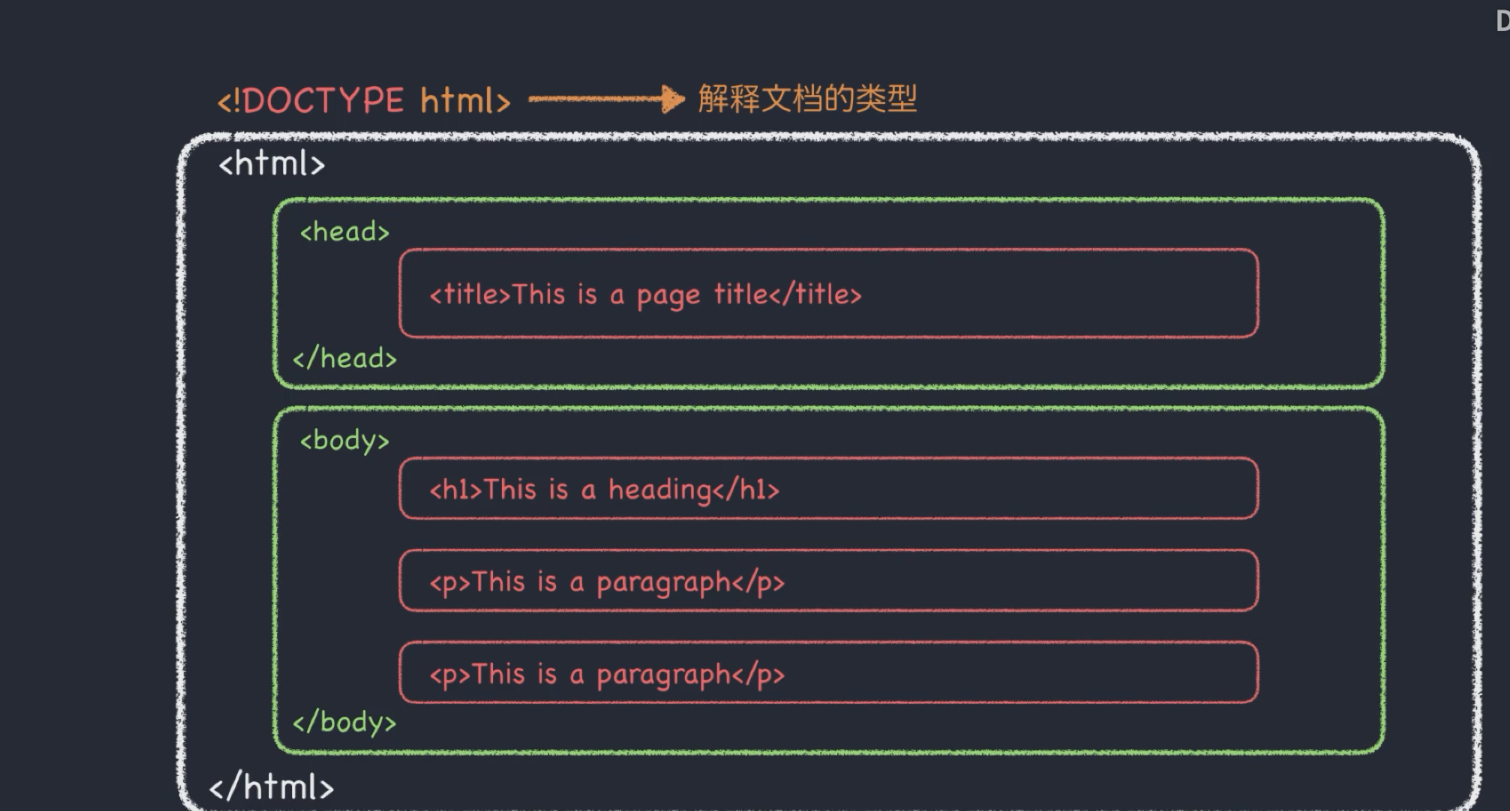 D
<!DOCTYPE html> 解释文档的类型
<html>
<head>
<title>This is a page title</title>
</head>
<body>
<h1>This is a heading</h1>
<p>This is a paragraph</p>
<p>This is a paragraph</p>
</body>
</html>